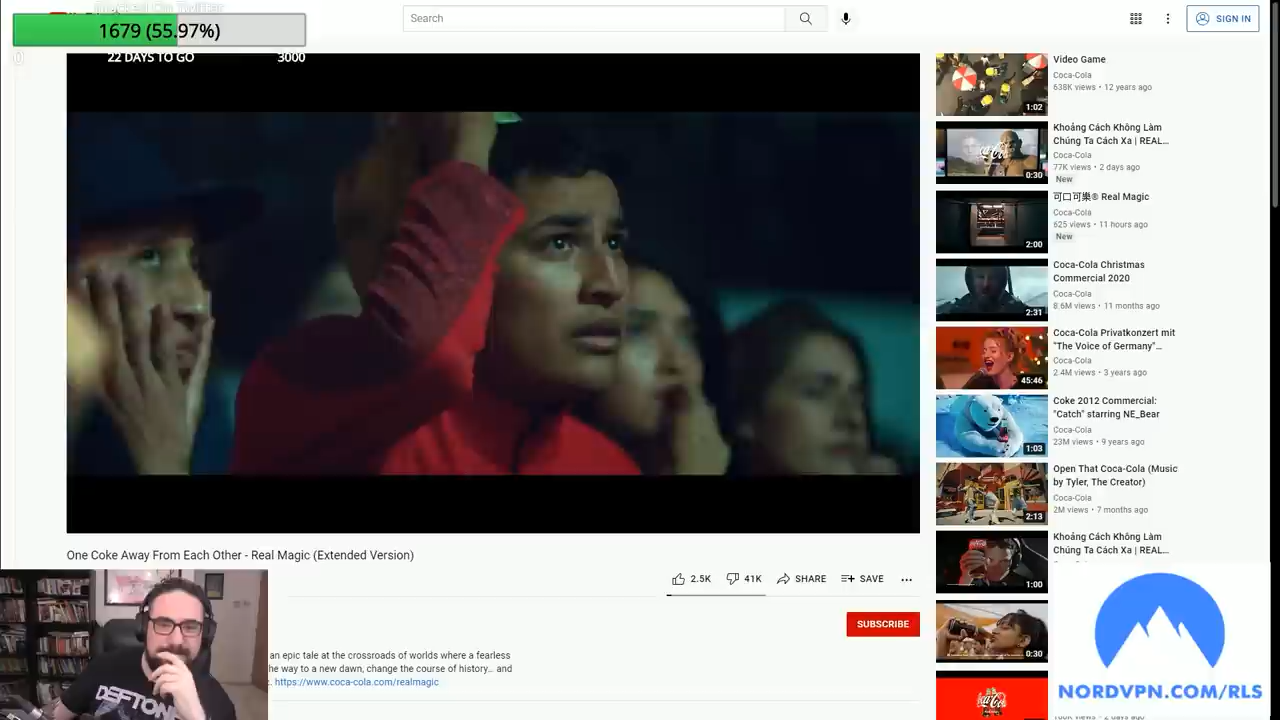 1679 (55.97%)
0
22 DAYS TO GO
3000
Search
SIGN IN
1:02
Video Game
Coca-Cola
638K views • 12 years ago
0:30
Khoảng Cách Không Làm
Chúng Ta Cách Xa | REAL...
Coca-Cola
77K views • 2 days ago
New
2:00
可口可樂® Real Magic
Coca-Cola
625 views • 11 hours ago
New
2:31
Coca-Cola Christmas
Commercial 2020
Coca-Cola
8.6M views • 11 months ago
45:46
Coca-Cola Privatkonzert mit
"The Voice of Germany"...
Coca-Cola
2.4M views • 3 years ago
1:03
Coke 2012 Commercial:
"Catch" starring NE_Bear
Coca-Cola
23M views • 9 years ago
2:13
Open That Coca-Cola (Music
by Tyler, The Creator)
Coca-Cola
2M views • 7 months ago
1:00
Khoảng Cách Không Làm
Chúng Ta Cách Xa | REAL...
0:30
One Coke Away From Each Other - Real Magic (Extended Version)
2.5K
41K
SHARE
SAVE
SUBSCRIBE
an epic tale at the crossroads of worlds where a fearless
the way to a new dawn, change the course of history... and
https://www.coca-cola.com/realmagic
DEFTONE
NORDVPN.COM/RLS